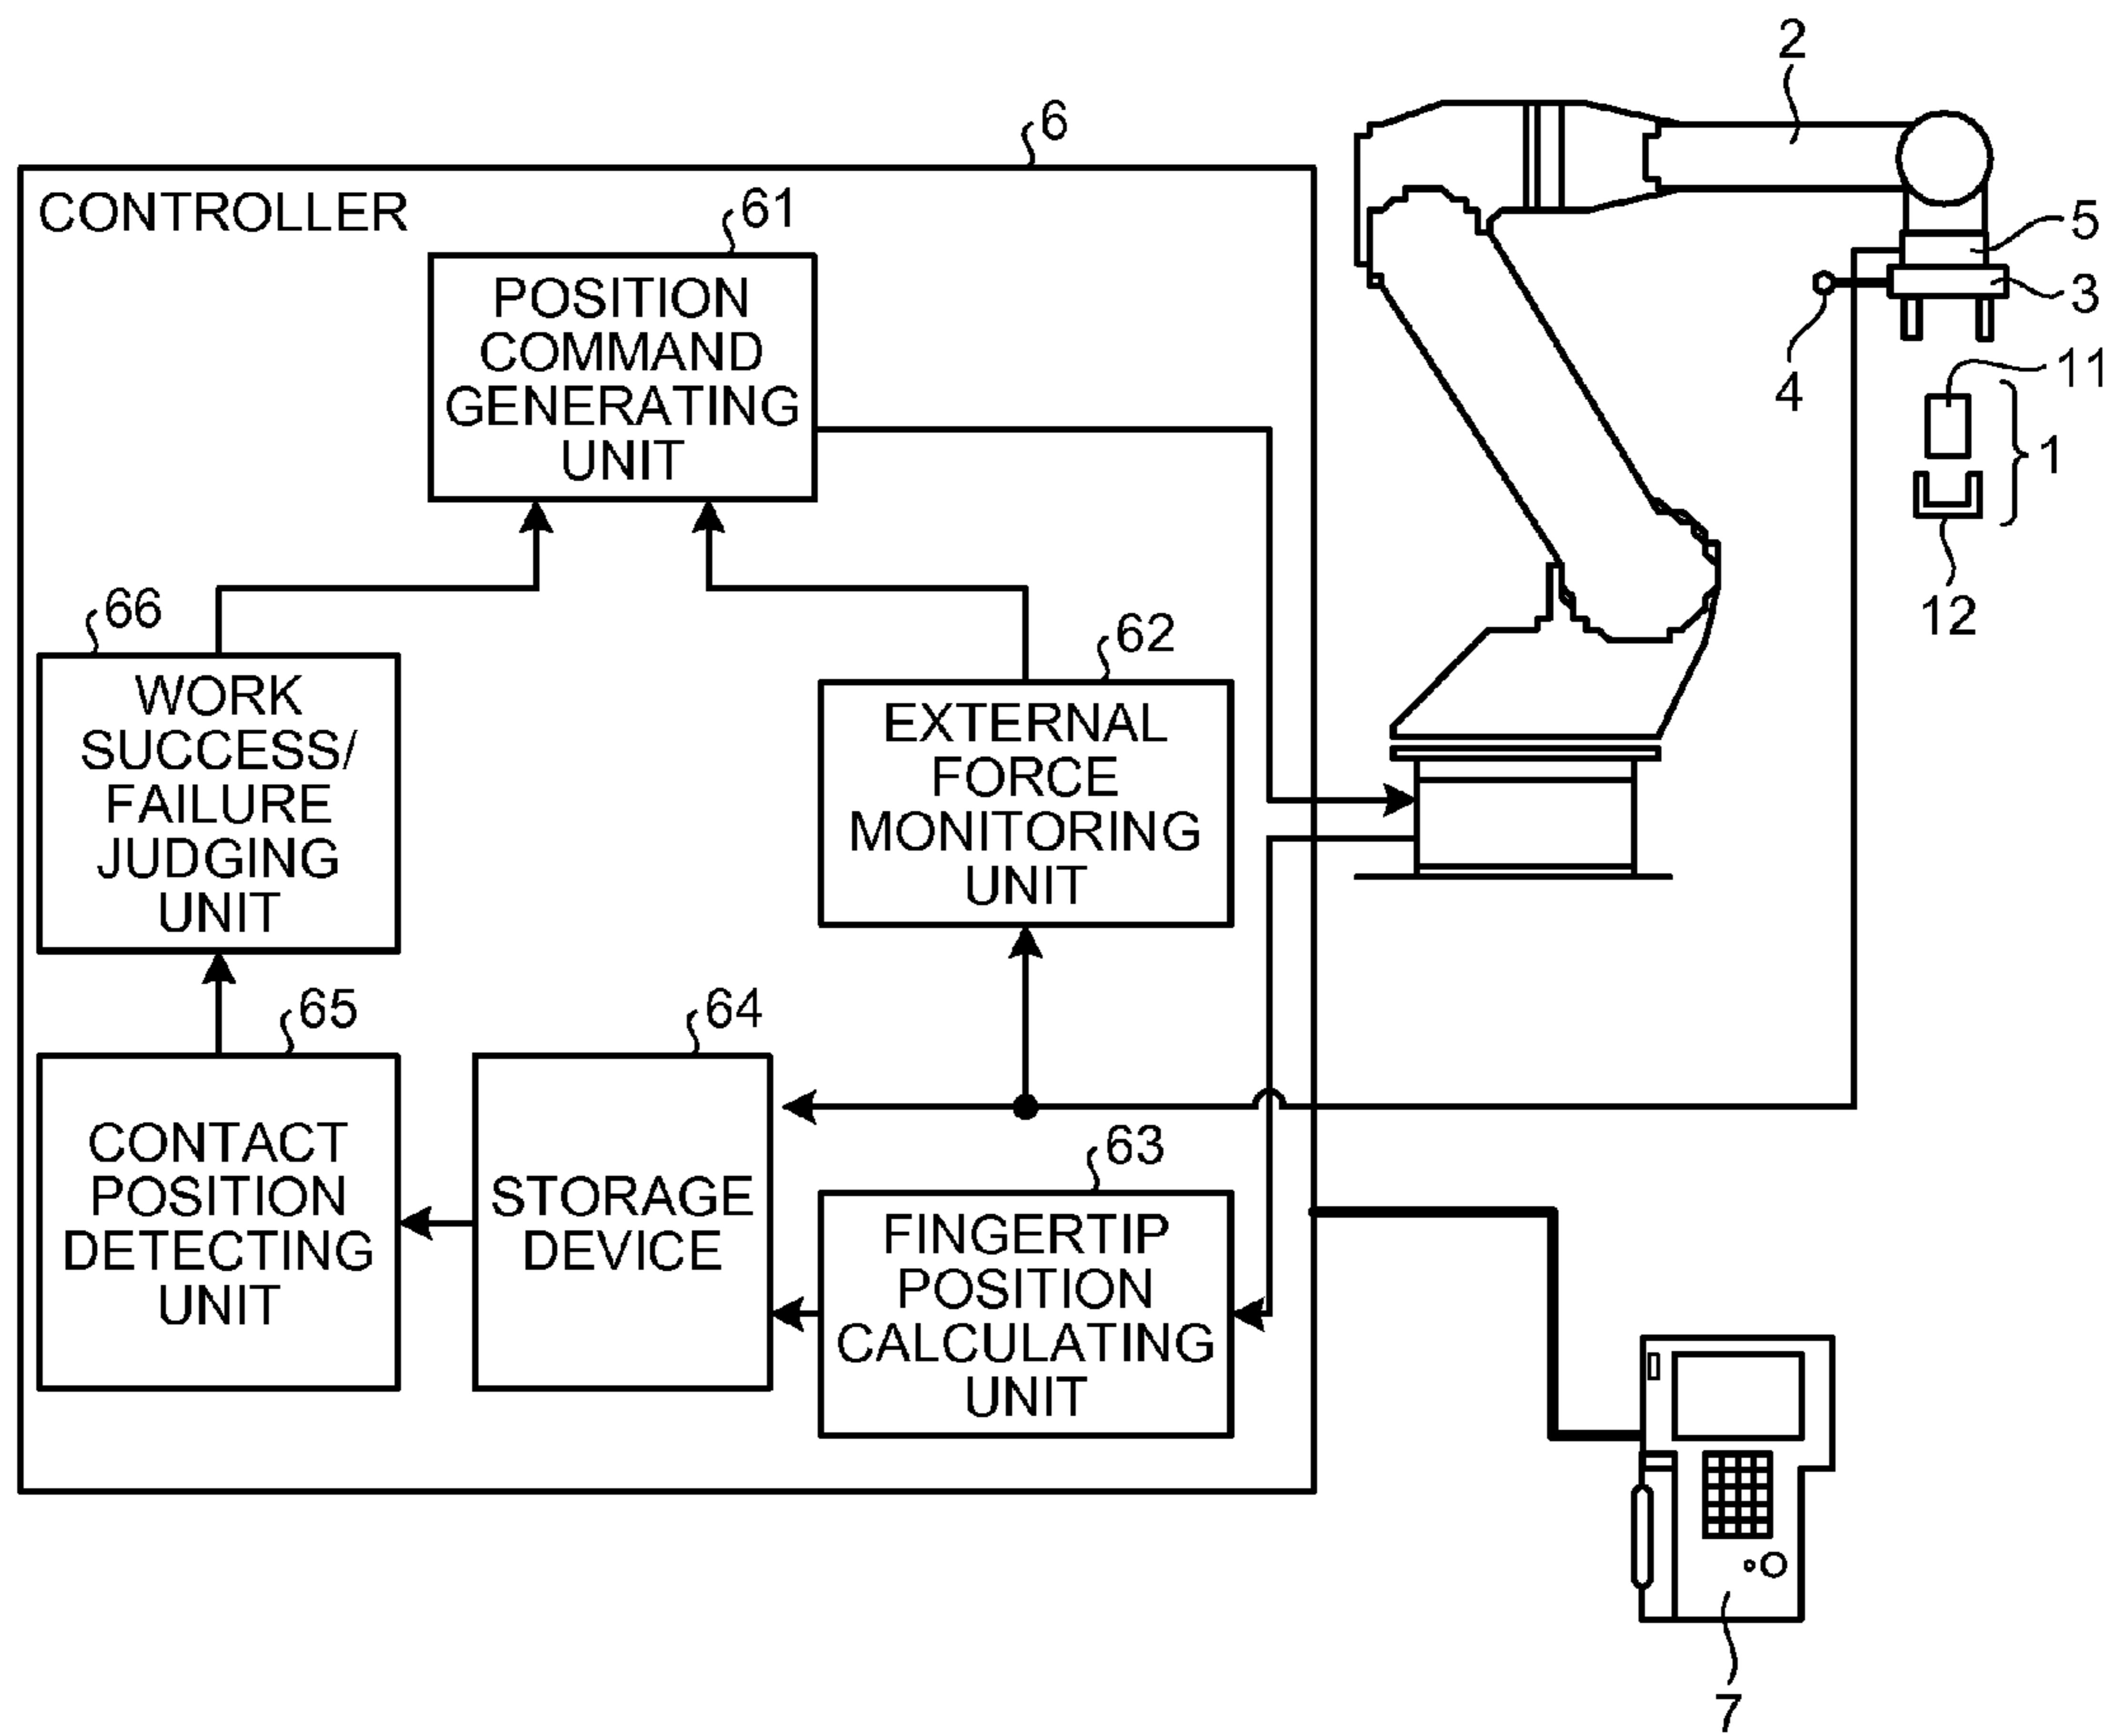 2
6
CONTROLLER
61
5
3
POSITION
COMMAND
GENERATING
UNIT
4
11
1
12
66
62
WORK
SUCCESS/
FAILURE
JUDGING
UNIT
EXTERNAL
FORCE
MONITORING
UNIT
65
64
63
CONTACT
POSITION
DETECTING
UNIT
STORAGE
DEVICE
FINGERTIP
POSITION
CALCULATING
UNIT
7